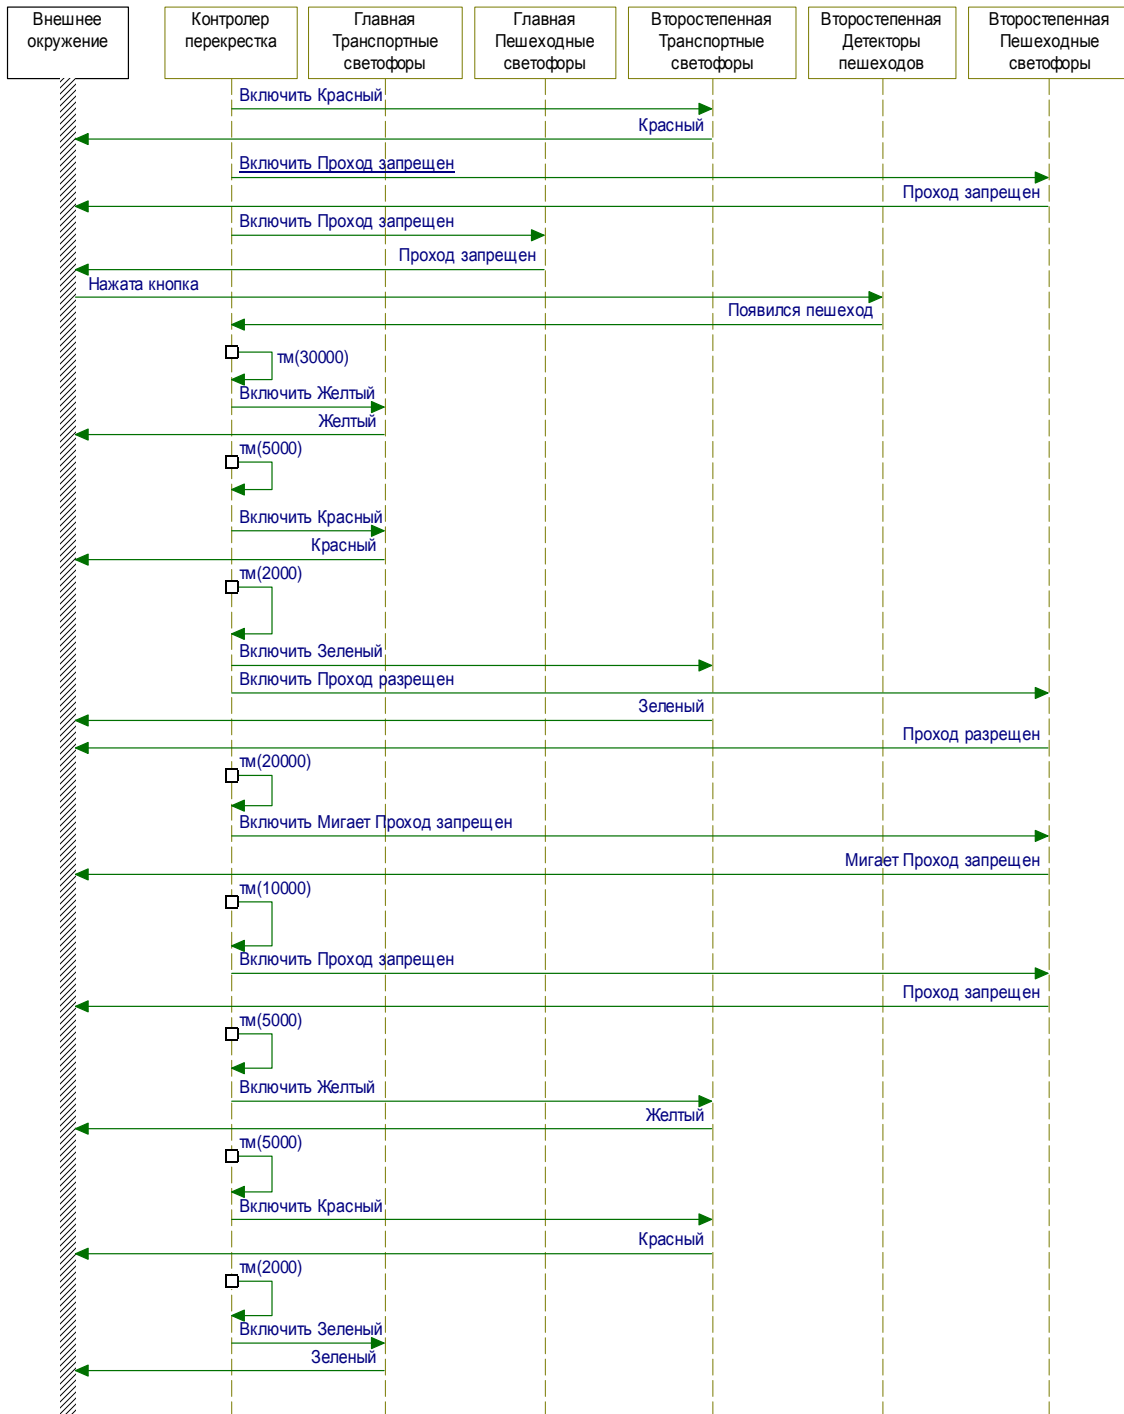 Внешнее
окружение
Контролер
перекрестка
Главная
Транспортные
светофоры
Главная
Пешеходные
светофоры
Второстепенная
Транспортные
светофоры
Второстепенная
Детекторы
пешеходов
Второстепенная
Пешеходные
светофоры
Включить Красный
Красный
Включить Проход запрещен
Проход запрещен
Включить Проход запрещен
Проход запрещен
Нажата кнопка
Появился пешеход
тм(30000)
Включить Желтый
Желтый
тм(5000)
Включить Красный
Красный
тм(2000)
Включить Зеленый
Включить Проход разрещен
Зеленый
Проход разрещен
тм(20000)
Включить Мигает Проход запрещен
Мигает Проход запрещен
тм(10000)
Включить Проход запрещен
Проход запрещен
тм(5000)
Включить Желтый
Желтый
тм(5000)
Включить Красный
Красный
тм(2000)
Включить Зеленый
Зеленый